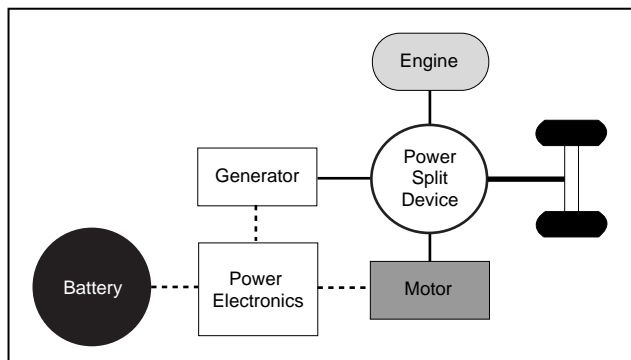 Engine
Generator
Power
Split
Device
Battery
Power
Electronics
Motor